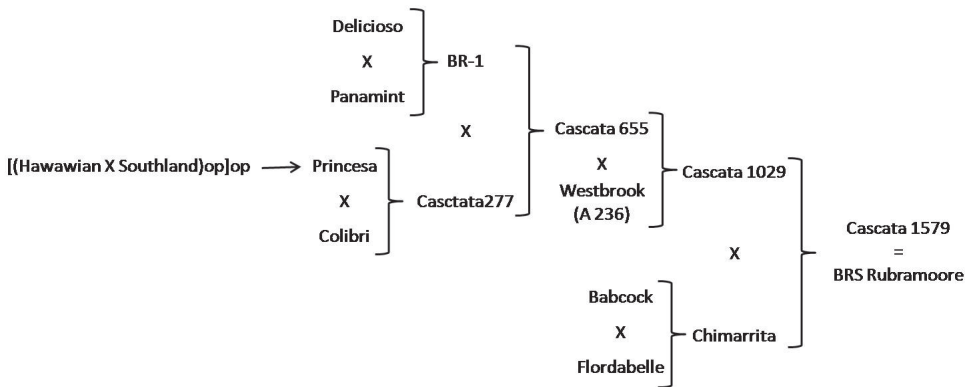 Delicioso
X
Panamint
BR-1
X
[(Hawawian X Southland)op]op
Princesa
X
Colibri
Casctata277
Cascata 655
X
Westbrook
(A 236)
Cascata 1029
X
Babcock
X
Flordabelle
Chimarrita
Cascata 1579
=
BRS Rubramoore